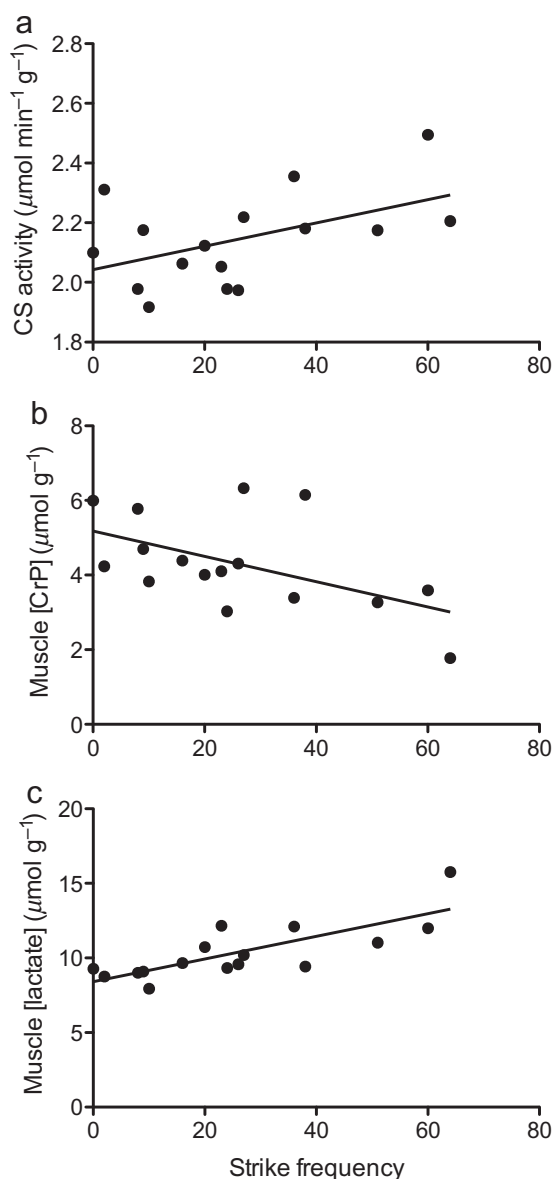 a
CS activity (μmol min⁻¹ g⁻¹)
2.8
2.6
2.4
2.2
2.0
1.8
0 20 40 60 80
b
Muscle [CrP] (μmol g⁻¹)
8
6
4
2
0
0 20 40 60 80
c
Muscle [lactate] (μmol g⁻¹)
20
15
10
5
0
0 20 40 60 80
Strike frequency